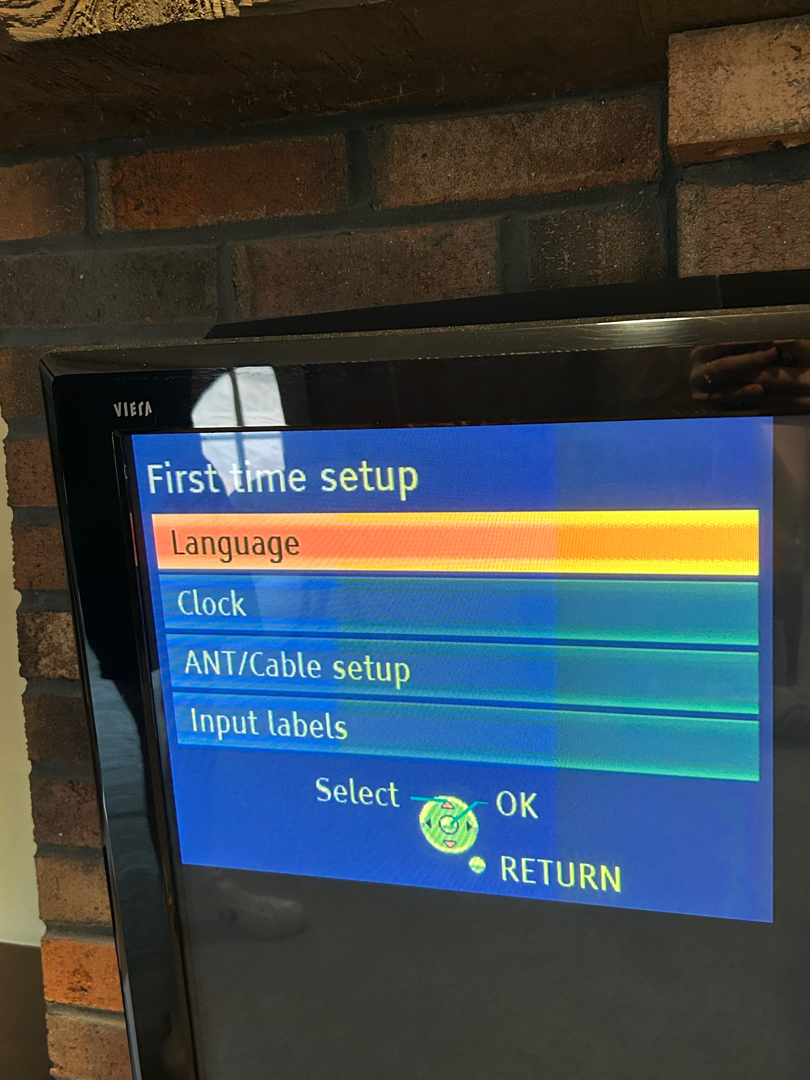 VIERA
First time setup
Language
Clock
ANT/Cable setup
Input labels
Select
OK
RETURN